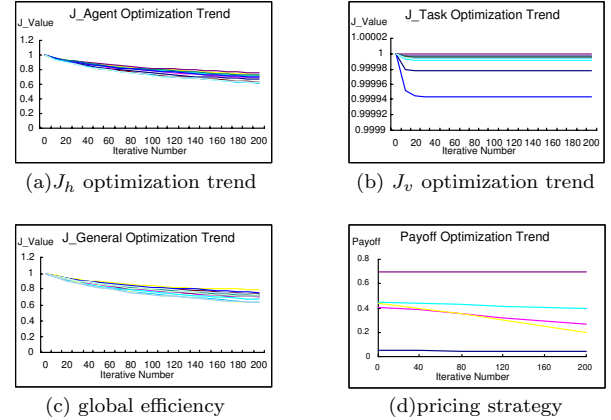 J_Agent Optimization Trend
J_Value
1.2
1
0.8
0.6
0.4
0.2
0
0 20 40 60 80 100 120 140 160 180 200
Iterative Number
(a)J_h optimization trend
J_Task Optimization Trend
J_Value
1.00002
1
0.99998
0.99996
0.99994
0.99992
0.9999
0 20 40 60 80 100 120 140 160 180 200
Iterative Number
(b) J_v optimization trend
J_General Optimization Trend
J_Value
1.2
1
0.8
0.6
0.4
0.2
0
0 20 40 60 80 100 120 140 160 180 200
Iterative Number
(c) global efficiency
Payoff Optimization Trend
Payoff
0.8
0.6
0.4
0.2
0
0 40 80 120 160 200
Iterative Number
(d)pricing strategy